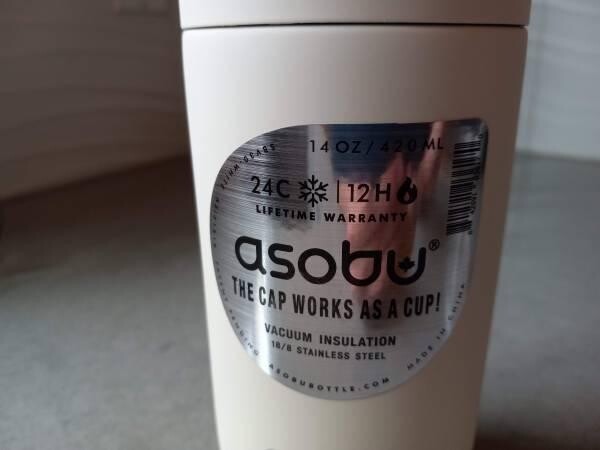 14 OZ / 420 ML
24C | 12H
LIFETIME WARRANTY
asobu®
THE CAP WORKS AS A CUP!
VACUUM INSULATION
18/8 STAINLESS STEEL
PENDING
ASOBUBOTTLE.COM
MADE IN CHINA